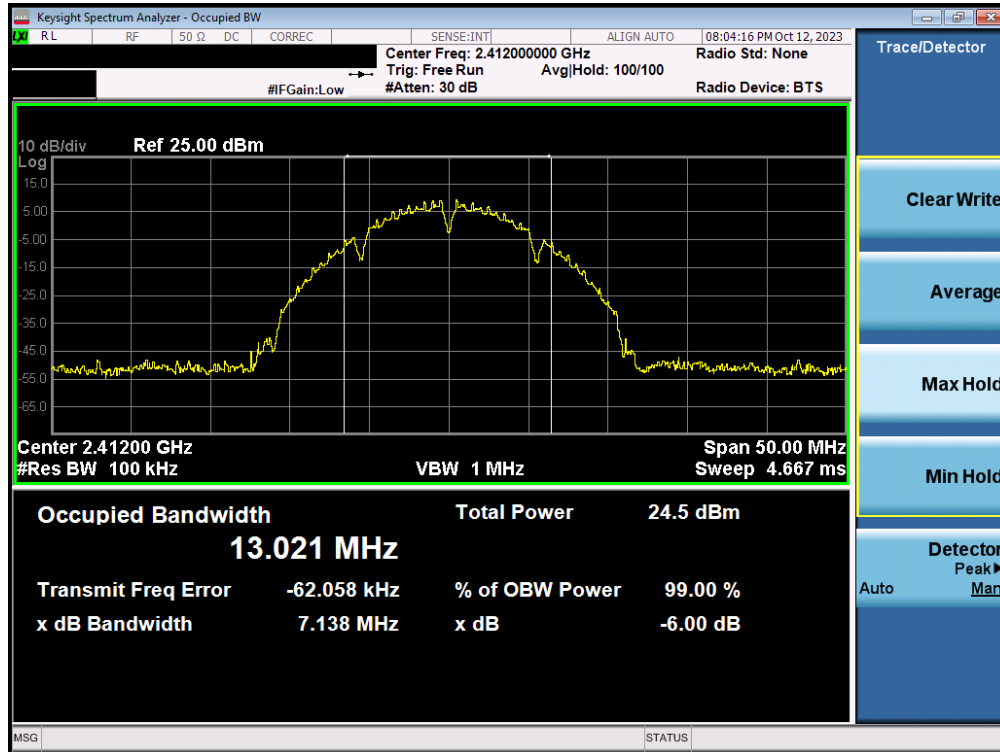 Keysight Spectrum Analyzer - Occupied BW
LXI RL RF 50 Ω DC CORREC SENSE:INT ALIGN AUTO 08:04:16 PM Oct 12, 2023
Center Freq: 2.412000000 GHz Radio Std: None
Trig: Free Run Avg|Hold: 100/100
#IFGain:Low #Atten: 30 dB Radio Device: BTS
Trace/Detector
10 dB/div Ref 25.00 dBm
Log
15.0
5.00
-5.00
-15.0
-25.0
-35.0
-45.0
-55.0
-65.0
Center 2.41200 GHz Span 50.00 MHz
#Res BW 100 kHz VBW 1 MHz Sweep 4.667 ms
Occupied Bandwidth Total Power 24.5 dBm
13.021 MHz
Transmit Freq Error -62.058 kHz % of OBW Power 99.00 %
x dB Bandwidth 7.138 MHz x dB -6.00 dB
Clear Write
Average
Max Hold
Min Hold
Detector
Peak
Auto Man
MSG STATUS